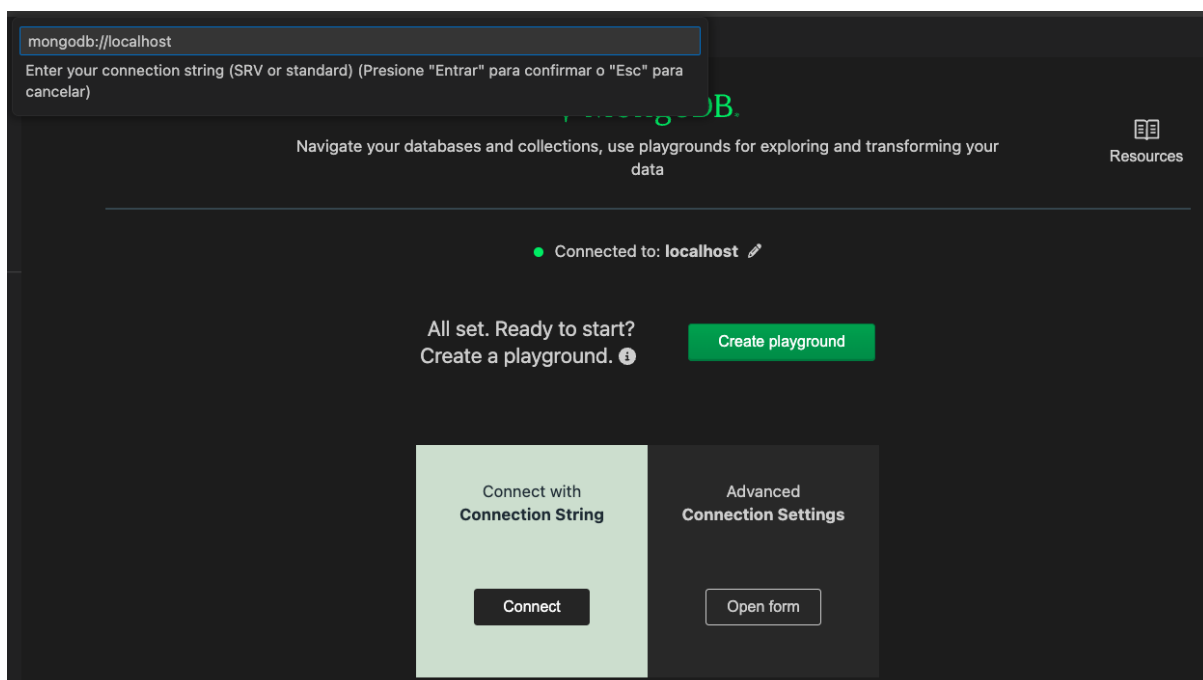 mongodb://localhost
Enter your connection string (SRV or standard) (Presione "Entrar" para confirmar o "Esc" para
cancelar)
MongoDB.
Navigate your databases and collections, use playgrounds for exploring and transforming your
data
Resources
Connected to: localhost
All set. Ready to start?
Create a playground.
Create playground
Connect with
Connection String
Connect
Advanced
Connection Settings
Open form